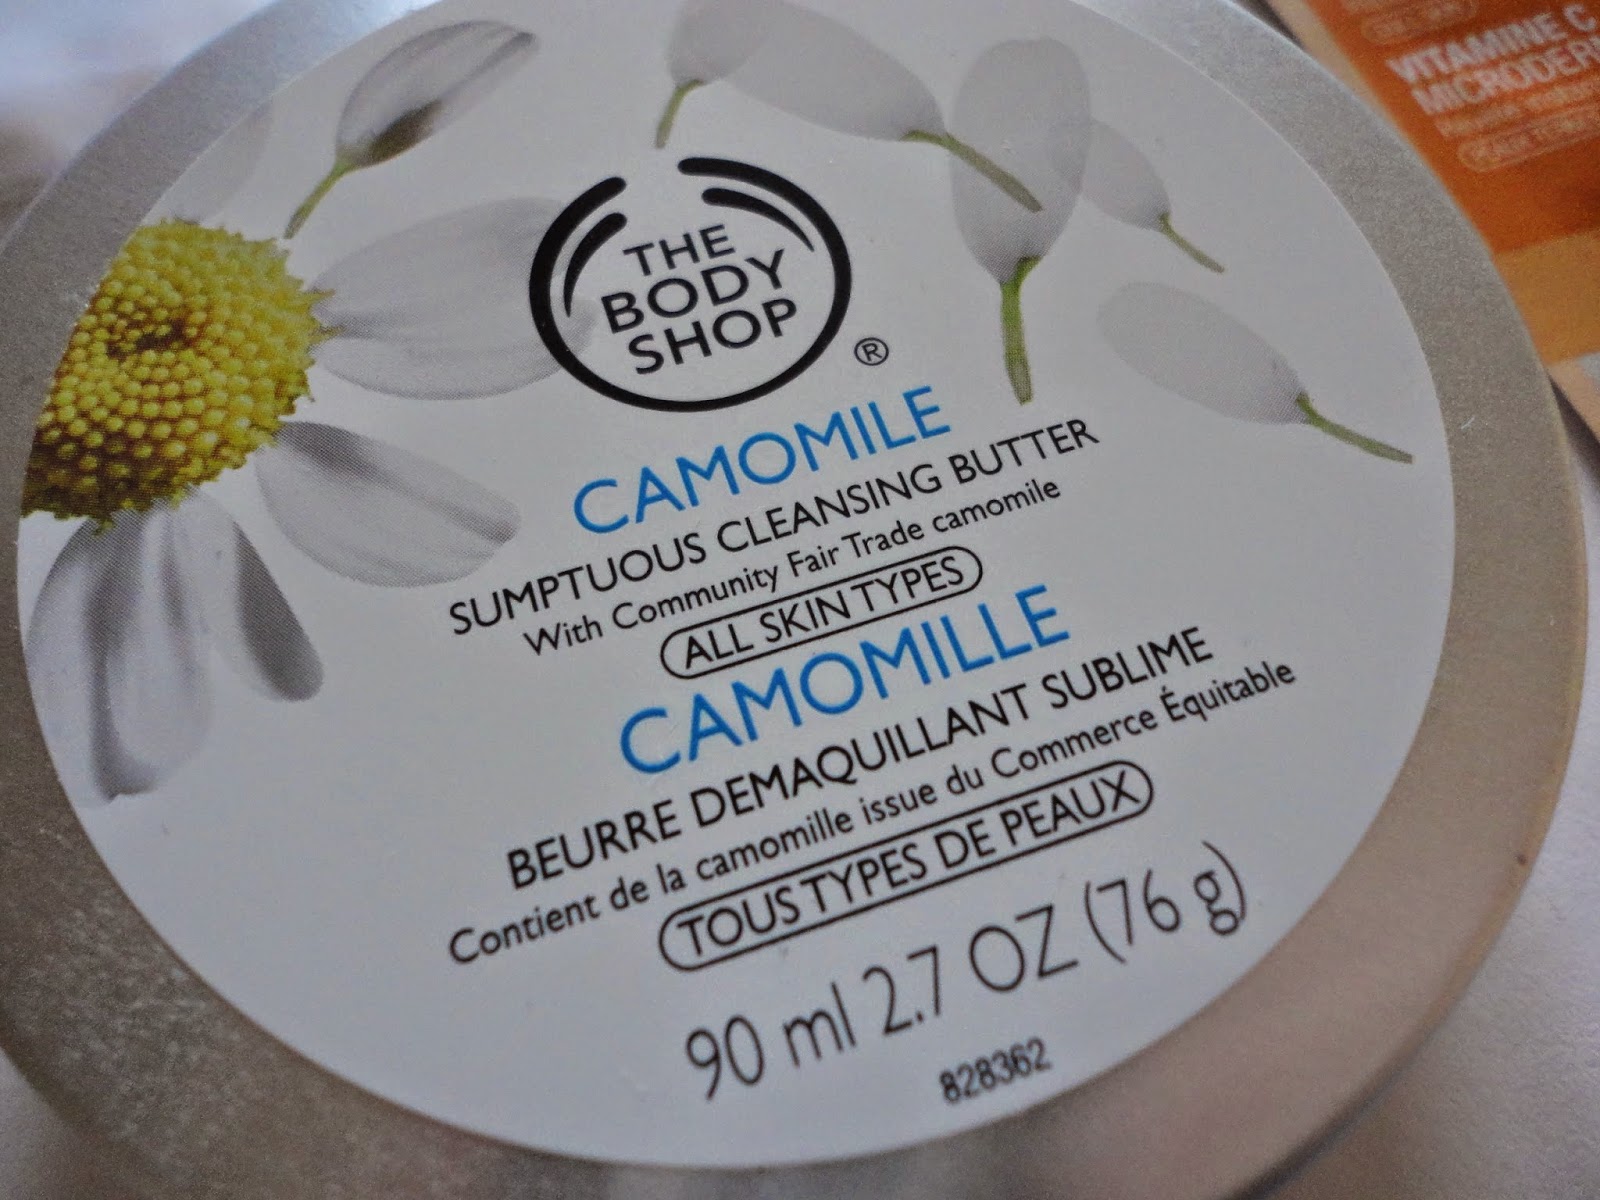 THE
BODY
SHOP
®
CAMOMILE
SUMPTUOUS CLEANSING BUTTER
With Community Fair Trade camomile
ALL SKIN TYPES
CAMOMILLE
BEURRE DEMAQUILLANT SUBLIME
Contient de la camomille issue du Commerce Équitable
TOUS TYPES DE PEAUX
90 ml 2.7 OZ (76 g)
828362
VITAMINE C